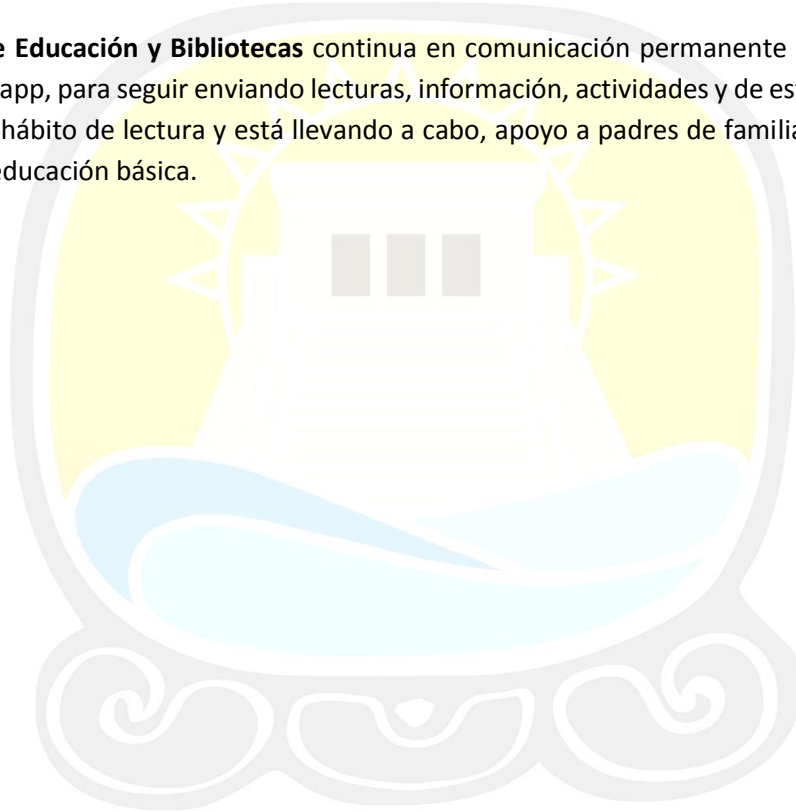 e Educación y Bibliotecas continua en comunicación permanente
app, para seguir enviando lecturas, información, actividades y de es
hábito de lectura y está llevando a cabo, apoyo a padres de familia
educación básica.